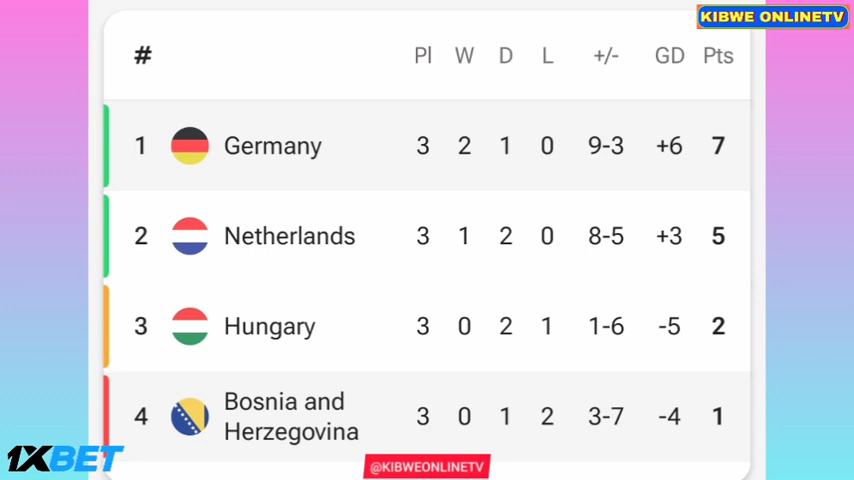 KIBWE ONLINETV
# Pl W D L +/- GD Pts
1 Germany 3 2 1 0 9-3 +6 7
2 Netherlands 3 1 2 0 8-5 +3 5
3 Hungary 3 0 2 1 1-6 -5 2
4 Bosnia and Herzegovina 3 0 1 2 3-7 -4 1
1XBET
@KIBWEONLINETV